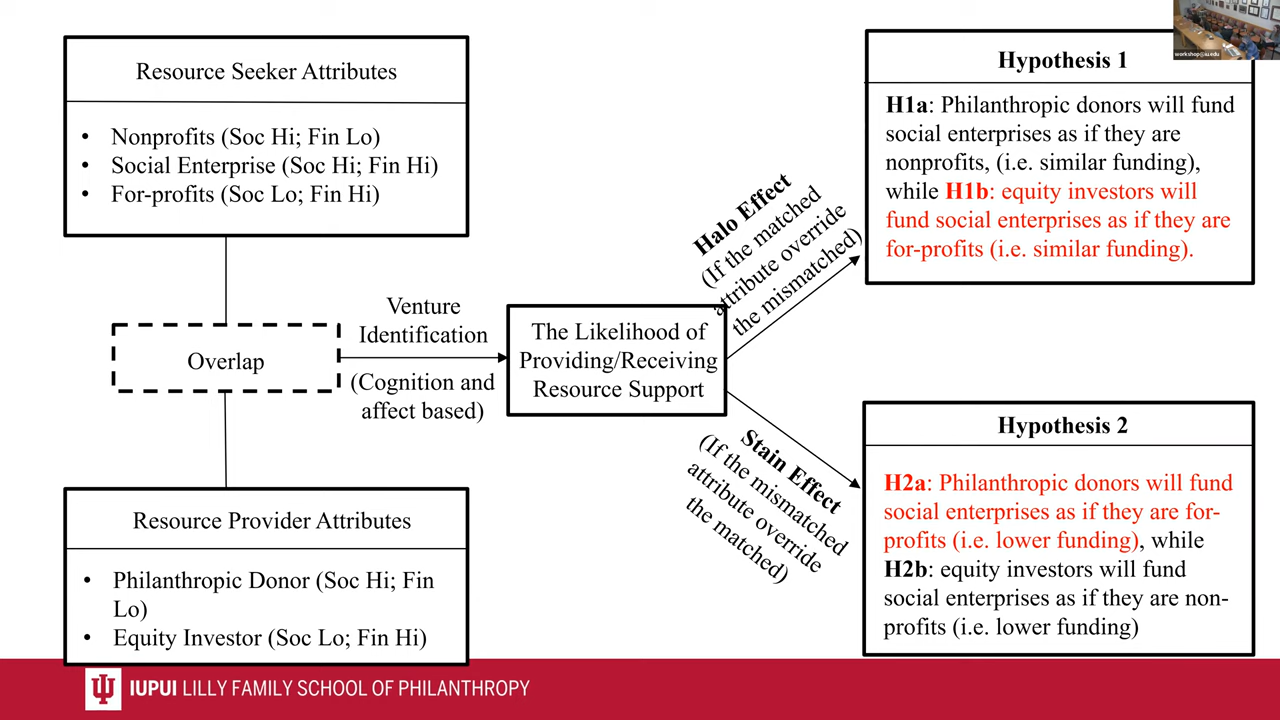 Resource Seeker Attributes
• Nonprofits (Soc Hi; Fin Lo)
• Social Enterprise (Soc Hi; Fin Hi)
• For-profits (Soc Lo; Fin Hi)
Overlap
Resource Provider Attributes
• Philanthropic Donor (Soc Hi; Fin
Lo)
• Equity Investor (Soc Lo; Fin Hi)
Venture
Identification
(Cognition and
affect based)
The Likelihood of
Providing/Receiving
Resource Support
Halo Effect
(If the matched
attribute override
the mismatched)
Stain Effect
(If the mismatched
attribute override
the matched)
workshop@iu.edu
Hypothesis 1
H1a: Philanthropic donors will fund
social enterprises as if they are
nonprofits, (i.e. similar funding),
while H1b: equity investors will
fund social enterprises as if they are
for-profits (i.e. similar funding).
Hypothesis 2
H2a: Philanthropic donors will fund
social enterprises as if they are for-
profits (i.e. lower funding), while
H2b: equity investors will fund
social enterprises as if they are non-
profits (i.e. lower funding)
IUPUI LILLY FAMILY SCHOOL OF PHILANTHROPY